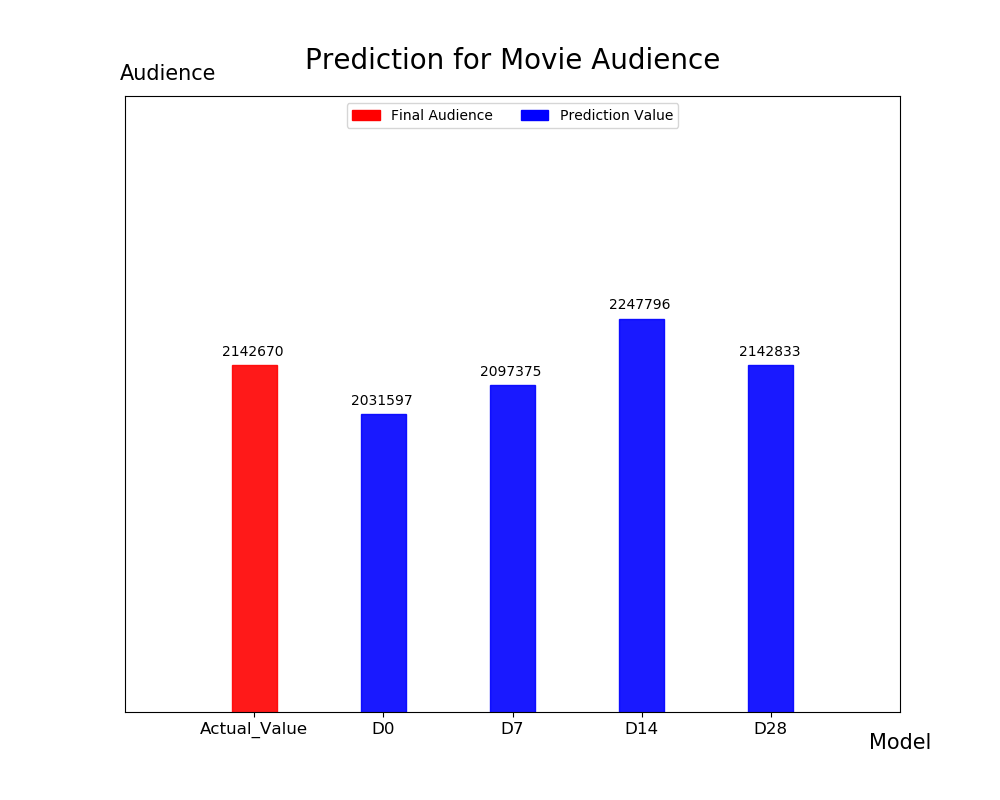 Prediction for Movie Audience
Audience
Final Audience
Prediction Value
2247796
2142670
2142833
2097375
2031597
Actual_Value
D0
D7
D14
D28
Model